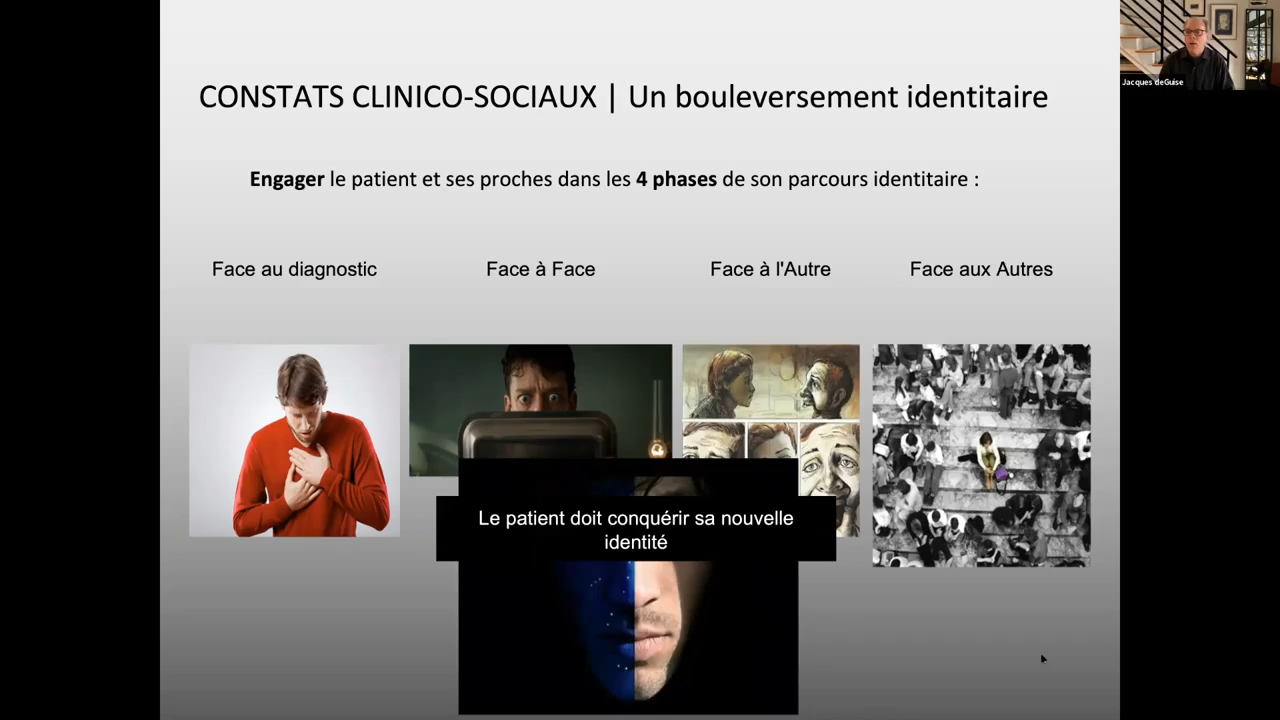 Jacques deGuise
CONSTATS CLINICO-SOCIAUX | Un bouleversement identitaire
Engager le patient et ses proches dans les 4 phases de son parcours identitaire :
Face au diagnostic
Face à Face
Face à l'Autre
Face aux Autres
Le patient doit conquérir sa nouvelle
identité